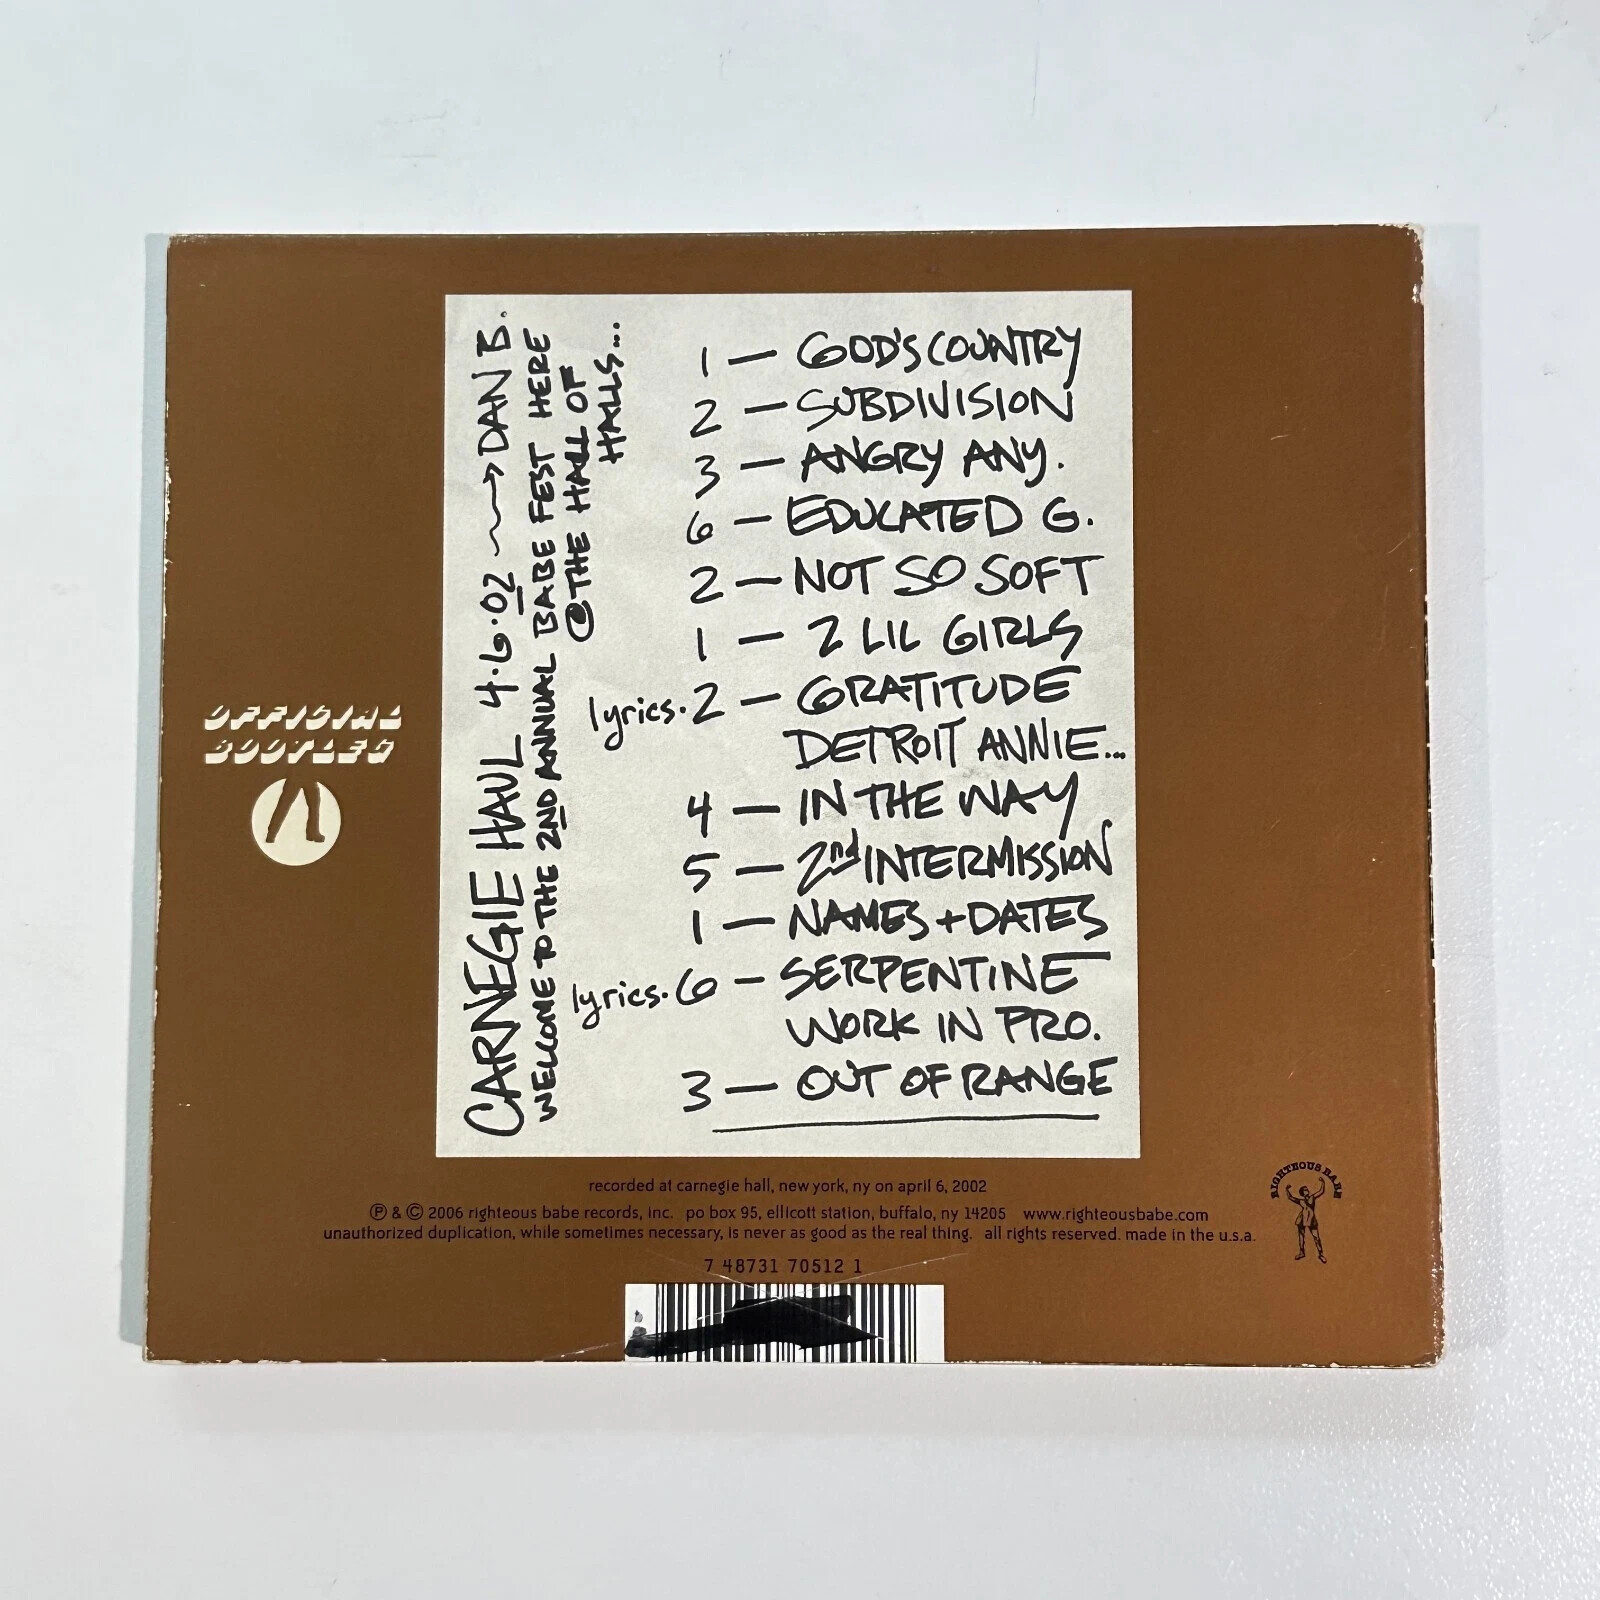 CARNEGIE HAUL 4.6.02 → DAN B.
WELCOME TO THE 2ND ANNUAL BABE FEST HERE
@ THE HALL OF
HALLS...
1 — GOD'S COUNTRY
2 — SUBDIVISION
3 — ANGRY ANY.
6 — EDUCATED G.
2 — NOT SO SOFT
1 — 2 LIL GIRLS
lyrics. 2 — GRATITUDE
DETROIT ANNIE...
4 — IN THE WAY
5 — 2nd INTERMISSION
1 — NAMES + DATES
lyrics. 6 — SERPENTINE
WORK IN PRO.
3 — OUT OF RANGE
OFFICIAL
BOOTLEG
RIGHTEOUS BABE
recorded at carnegie hall, new york, ny on april 6, 2002
℗ & © 2006 righteous babe records, inc. po box 95, ellicott station, buffalo, ny 14205 www.righteousbabe.com
unauthorized duplication, while sometimes necessary, is never as good as the real thing. all rights reserved. made in the u.s.a.
7 48731 70512 1